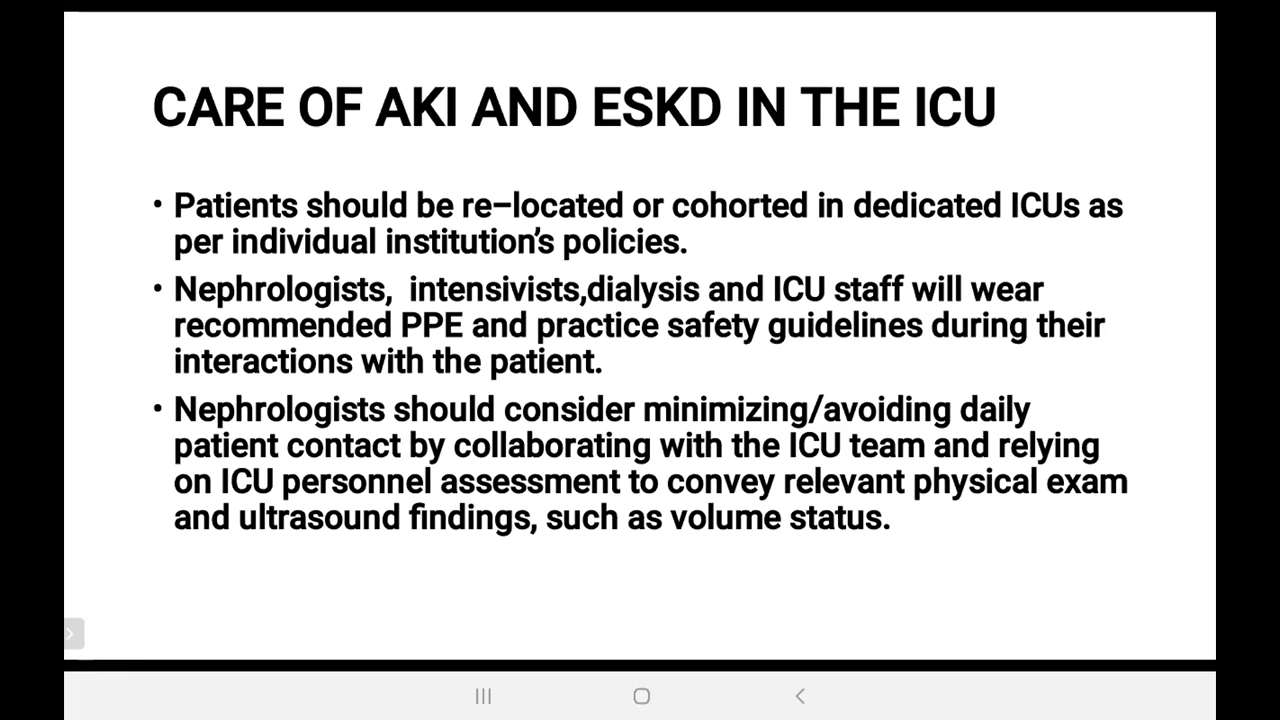 CARE OF AKI AND ESKD IN THE ICU
• Patients should be re–located or cohorted in dedicated ICUs as
per individual institution's policies.
• Nephrologists,  intensivists,dialysis and ICU staff will wear
recommended PPE and practice safety guidelines during their
interactions with the patient.
• Nephrologists should consider minimizing/avoiding daily
patient contact by collaborating with the ICU team and relying
on ICU personnel assessment to convey relevant physical exam
and ultrasound findings, such as volume status.